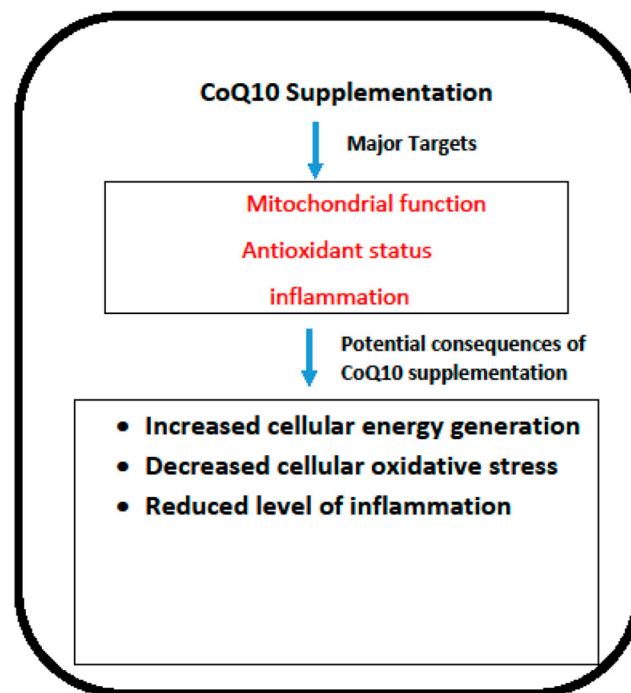 CoQ10 Supplementation
Major Targets
Mitochondrial function
Antioxidant status
inflammation
Potential consequences of
CoQ10 supplementation
• Increased cellular energy generation
• Decreased cellular oxidative stress
• Reduced level of inflammation